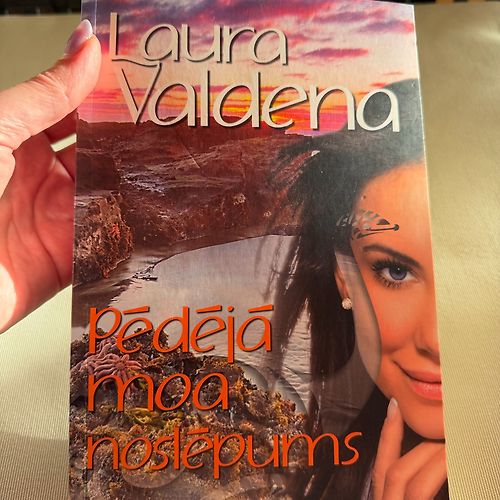 Laura
Valdena
Pēdējā
moa
noslēpums